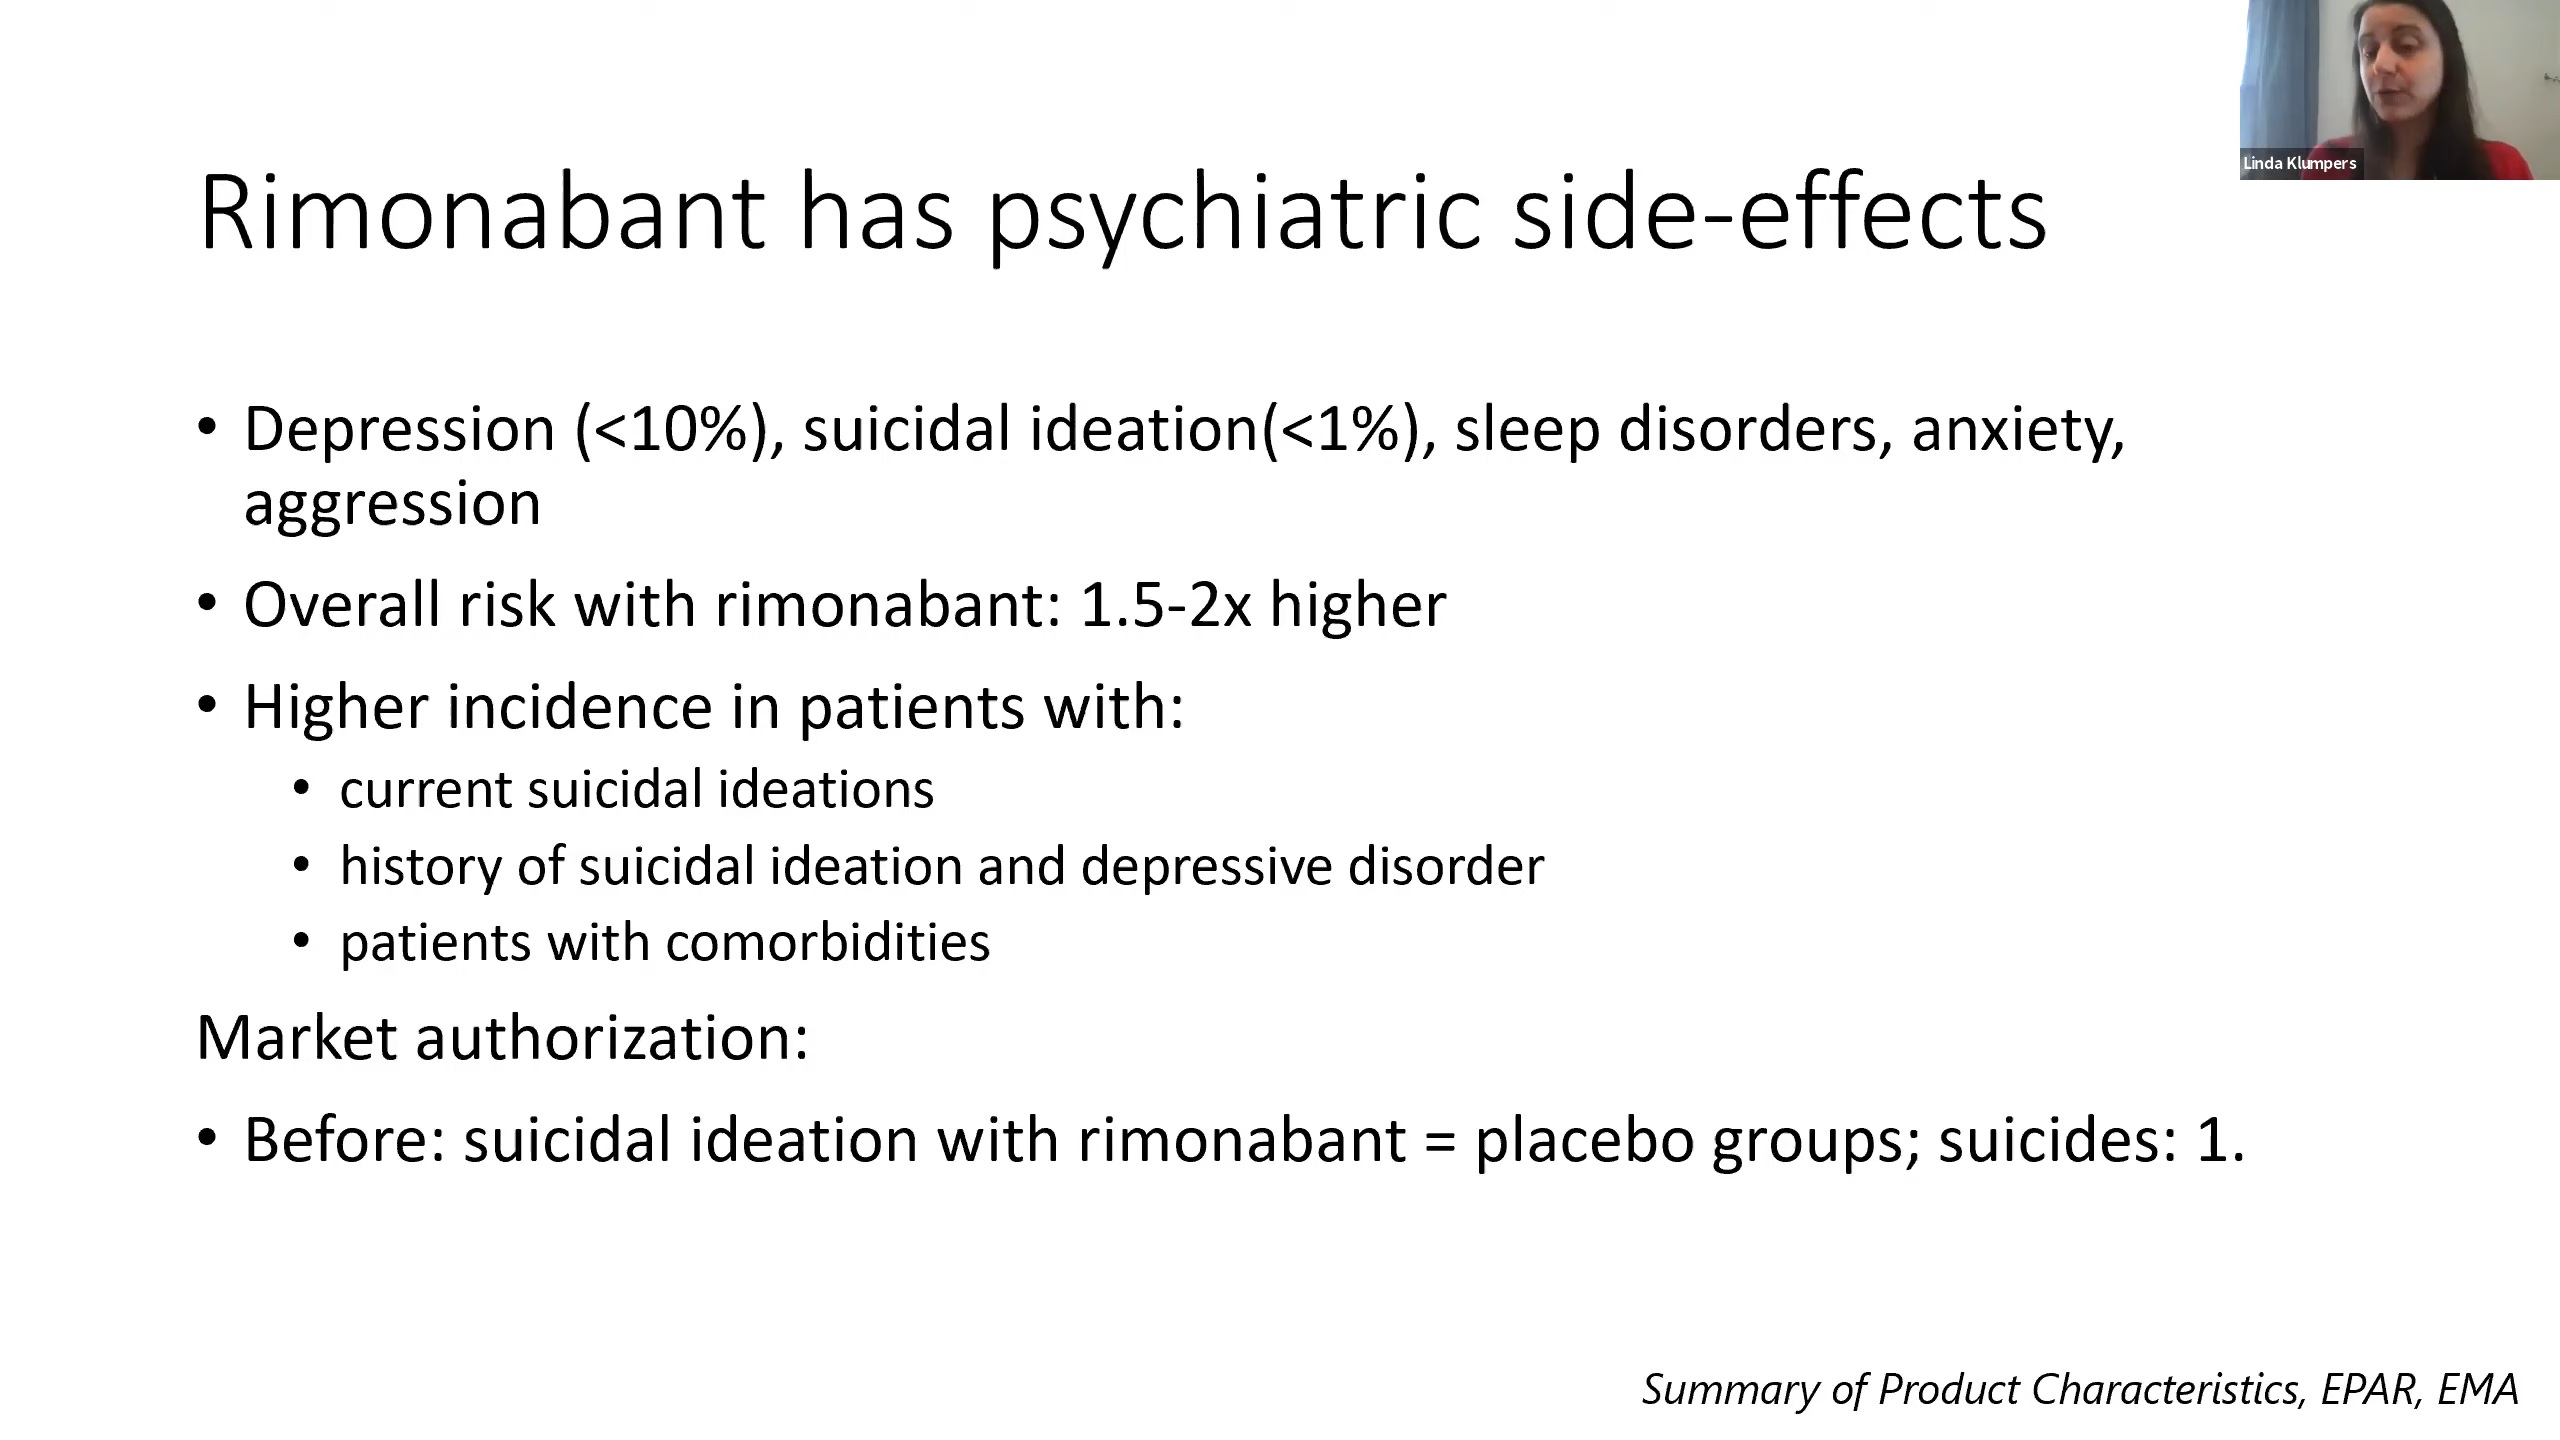 Linda Klumpers
Rimonabant has psychiatric side-effects
• Depression (<10%), suicidal ideation(<1%), sleep disorders, anxiety,
aggression
• Overall risk with rimonabant: 1.5-2x higher
• Higher incidence in patients with:
• current suicidal ideations
• history of suicidal ideation and depressive disorder
• patients with comorbidities
Market authorization:
• Before: suicidal ideation with rimonabant = placebo groups; suicides: 1.
Summary of Product Characteristics, EPAR, EMA